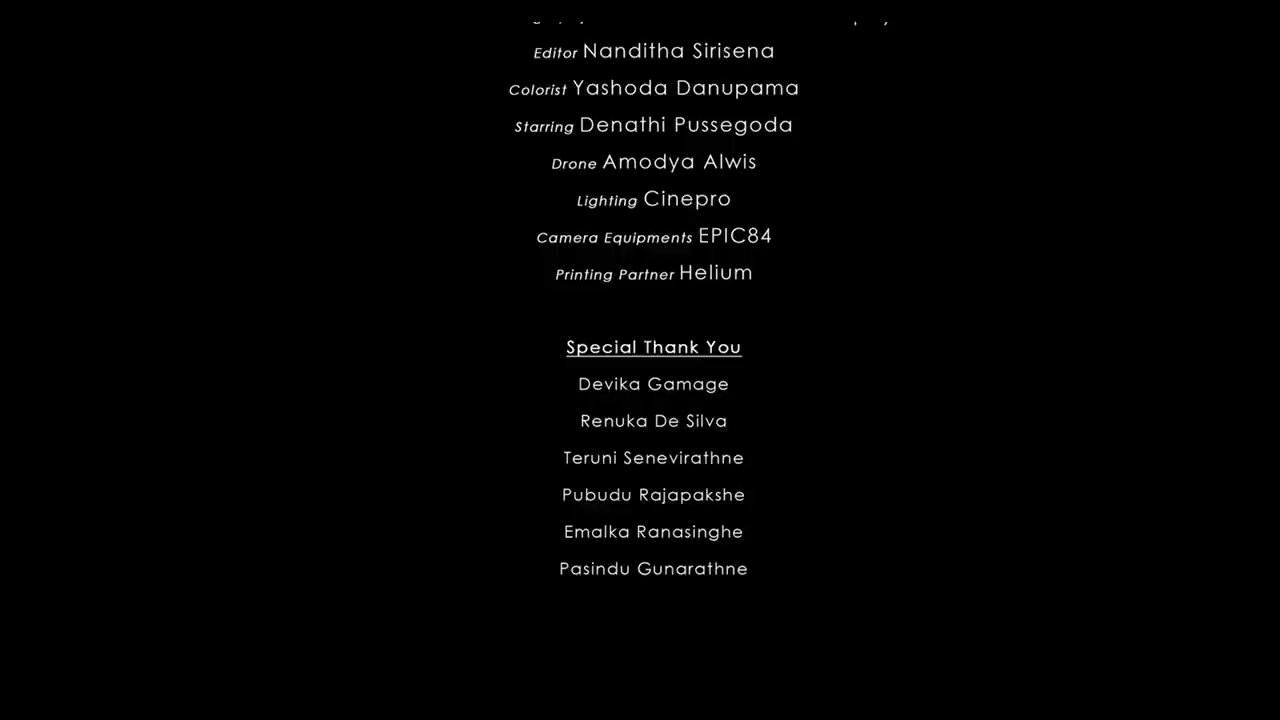 Editor Nanditha Sirisena
Colorist Yashoda Danupama
Starring Denathi Pussegoda
Drone Amodya Alwis
Lighting Cinepro
Camera Equipments EPIC84
Printing Partner Helium
Special Thank You
Devika Gamage
Renuka De Silva
Teruni Senevirathne
Pubudu Rajapakshe
Emalka Ranasinghe
Pasindu Gunarathne